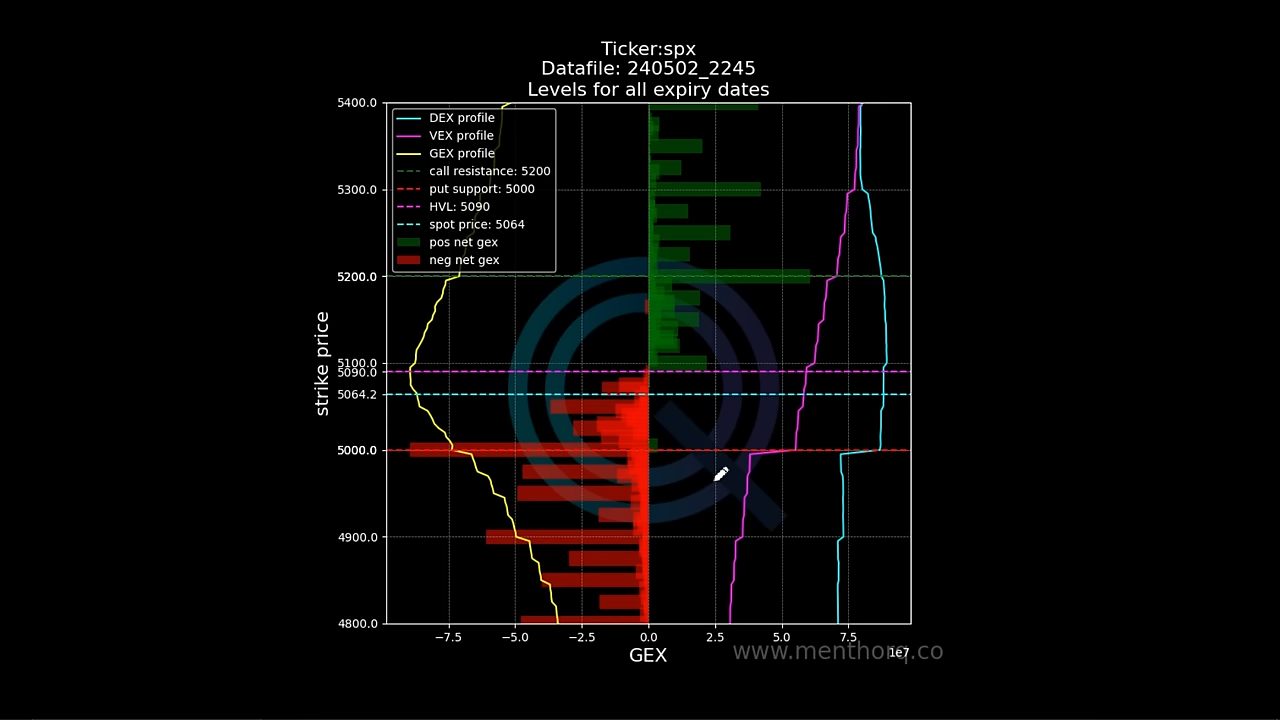 Ticker:spx
Datafile: 240502_2245
Levels for all expiry dates
5400.0
5300.0
5200.0
5100.0
5090.0
5064.2
5000.0
4900.0
4800.0
strike price
DEX profile
VEX profile
GEX profile
call resistance: 5200
put support: 5000
HVL: 5090
spot price: 5064
pos net gex
neg net gex
−7.5 −5.0 −2.5 0.0 2.5 5.0 7.5
1e7
GEX
www.menthorq.co